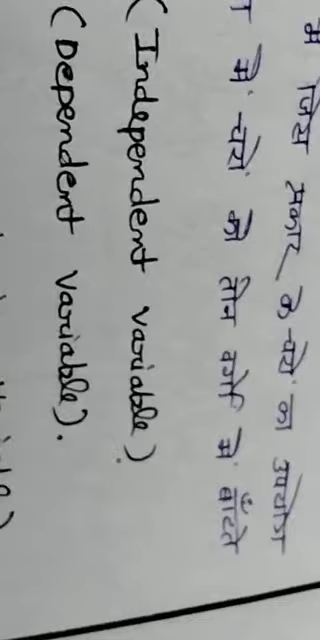 में जिस प्रकार के चरों का उपयोग
में चरों को तीन वर्गों में बाँटते
(Independent variable).
(Dependent variable).